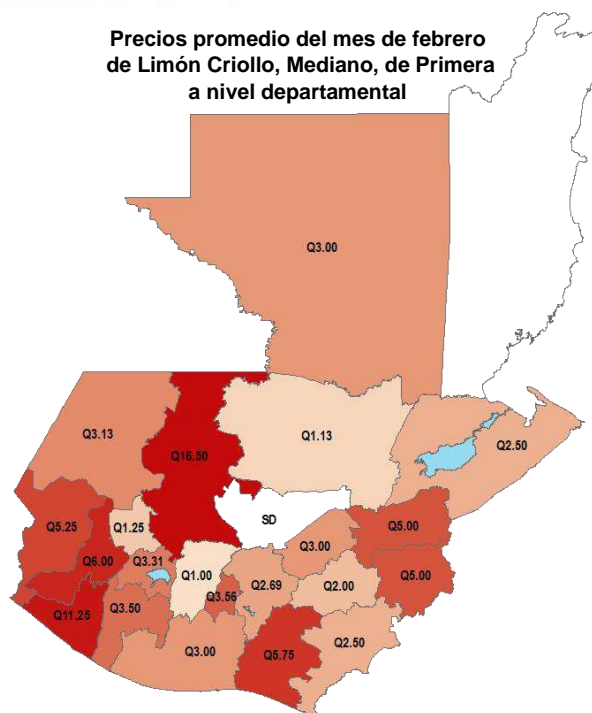 Precios promedio del mes de febrero
de Limón Criollo, Mediano, de Primera
a nivel departamental
Q3.00
Q3.13
Q1.13
Q2.50
Q16.50
Q5.25
Q1.25
SD
Q5.00
Q3.00
Q6.00
Q3.31
Q1.00
Q2.69
Q2.00
Q5.00
Q11.25
Q3.50
Q3.56
Q3.00
Q5.75
Q2.50